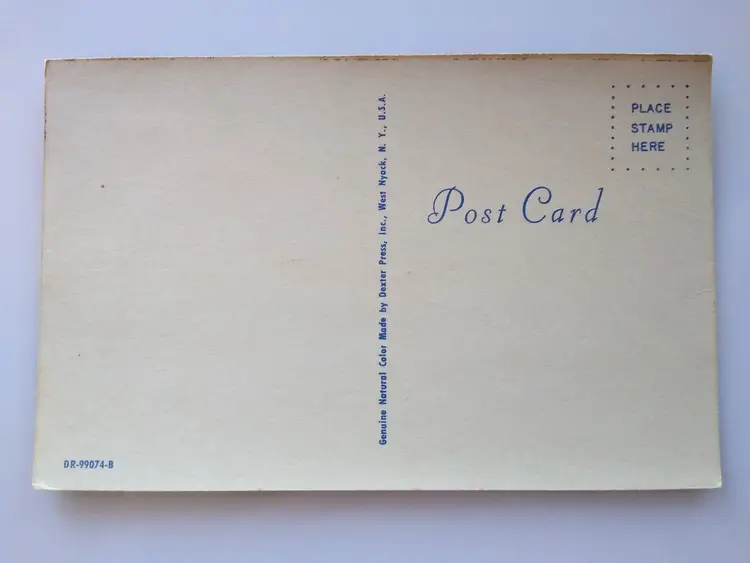 PLACE
STAMP
HERE
Post Card
Genuine Natural Color Made by Dexter Press, Inc., West Nyack, N. Y., U.S.A.
DR-99074-B